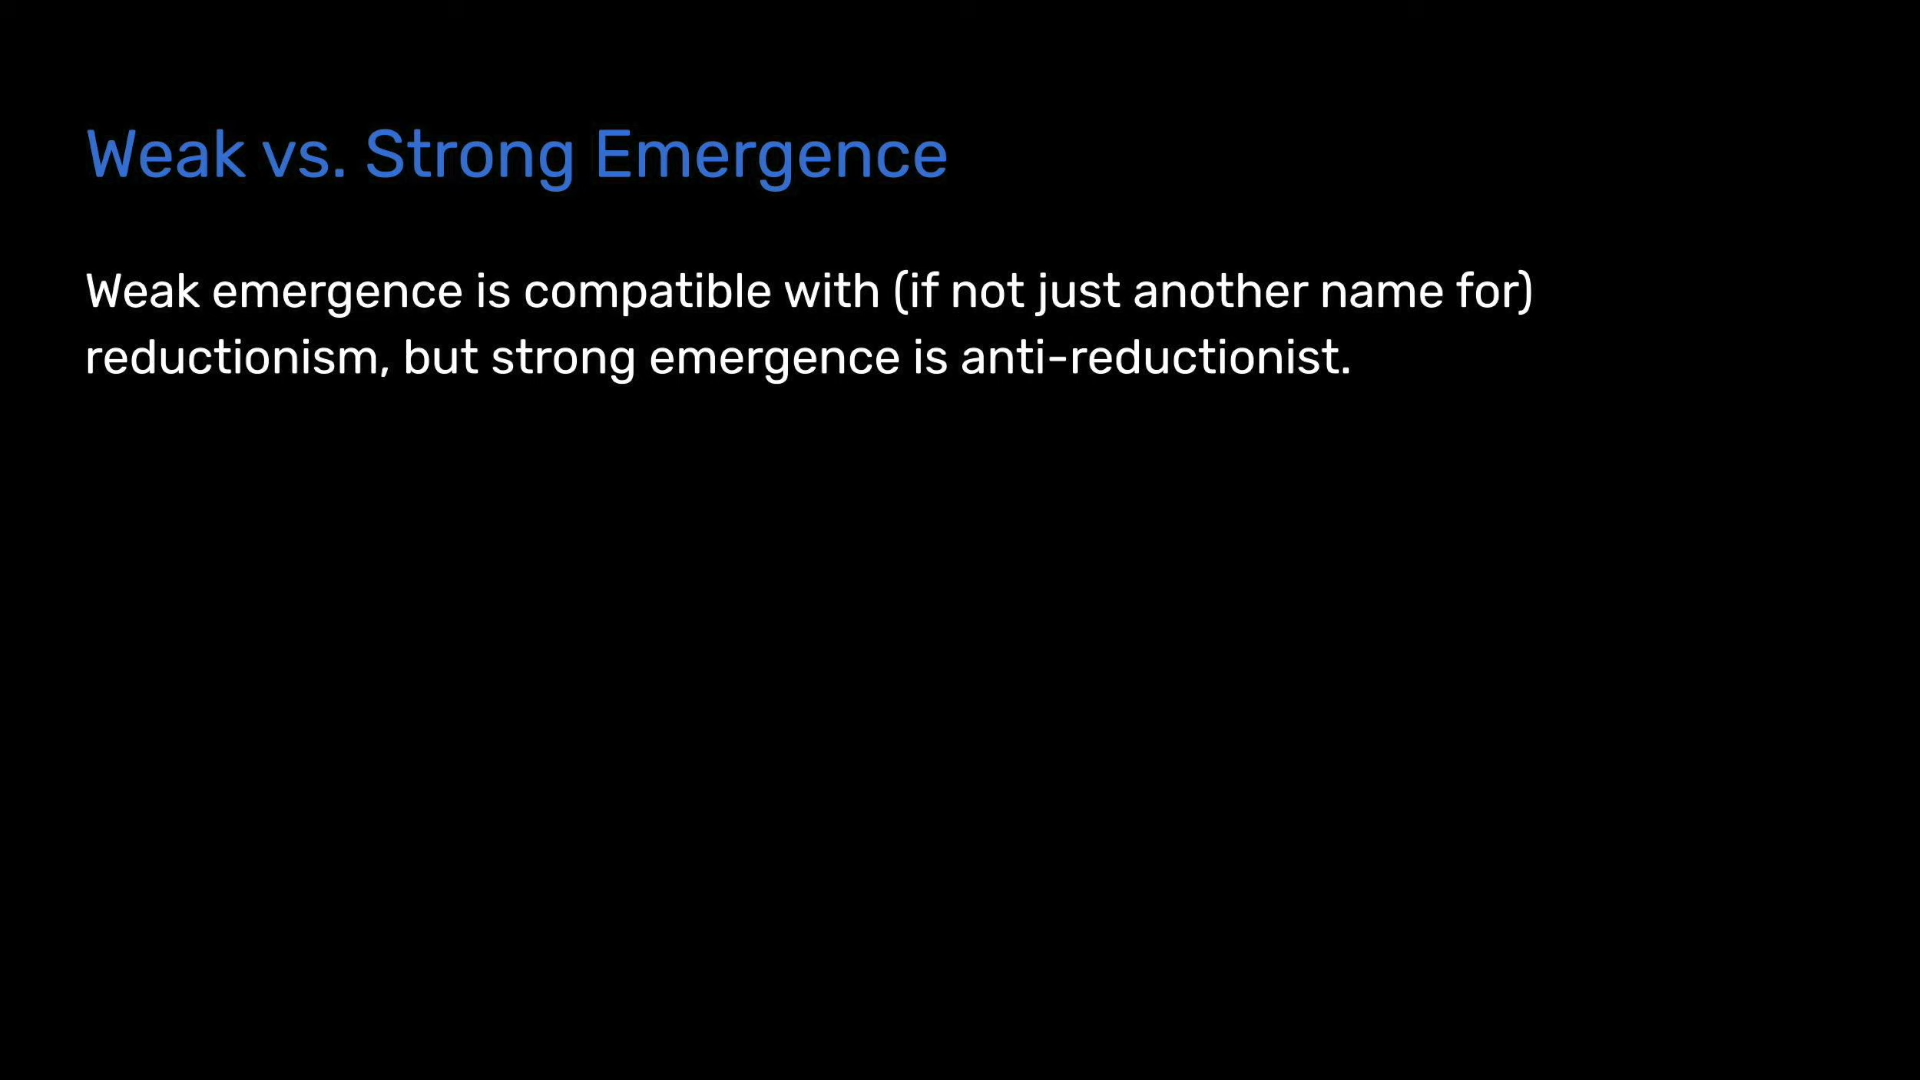 Weak vs. Strong Emergence
Weak emergence is compatible with (if not just another name for)
reductionism, but strong emergence is anti-reductionist.